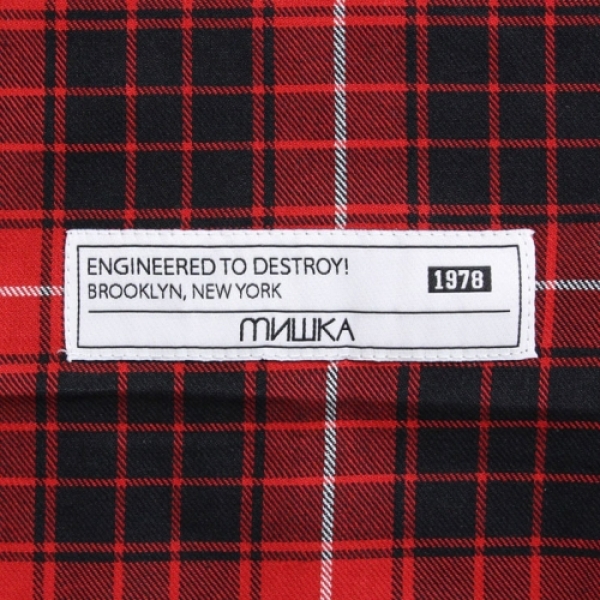 ENGINEERED TO DESTROY!
BROOKLYN, NEW YORK
1978
мишка